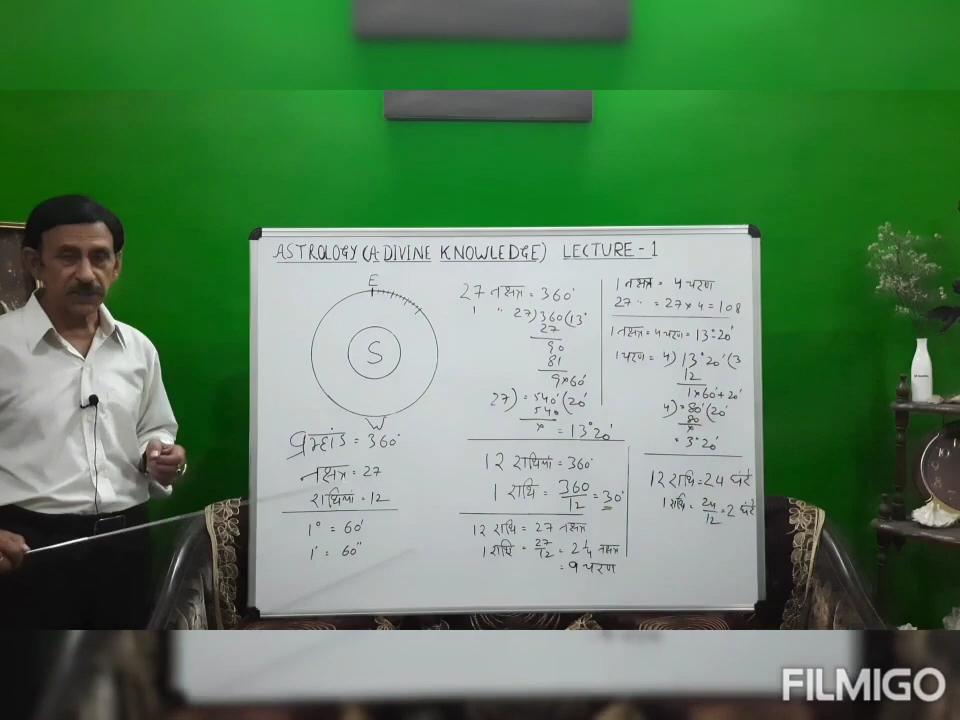 ASTROLOGY (A DIVINE KNOWLEDGE) LECTURE - 1
E
S
W
ब्रम्हांड = 360°
नक्षत्र = 27
राशियां = 12
1° = 60'
1' = 60"
27 नक्षत्र = 360°
1 " 27)360(13°
27
90
81
9×60'
27) = 540'(20'
540
× = 13°20'
12 राशियां = 360°
1 राशि = 360/12 = 30°
12 राशि = 27 नक्षत्र
1 राशि = 27/12 = 2 1/4 नक्षत्र
= 9 चरण
1 नक्षत्र = 4 चरण
27 " = 27×4 = 108
1 नक्षत्र = 4 चरण = 13°20'
1 चरण = 4) 13°20'(3
12
1×60'+20'
4) = 80'(20'
80
×
= 3°20'
12 राशि = 24 घंटे
1 राशि = 24/12 = 2 घंटे
FILMIGO